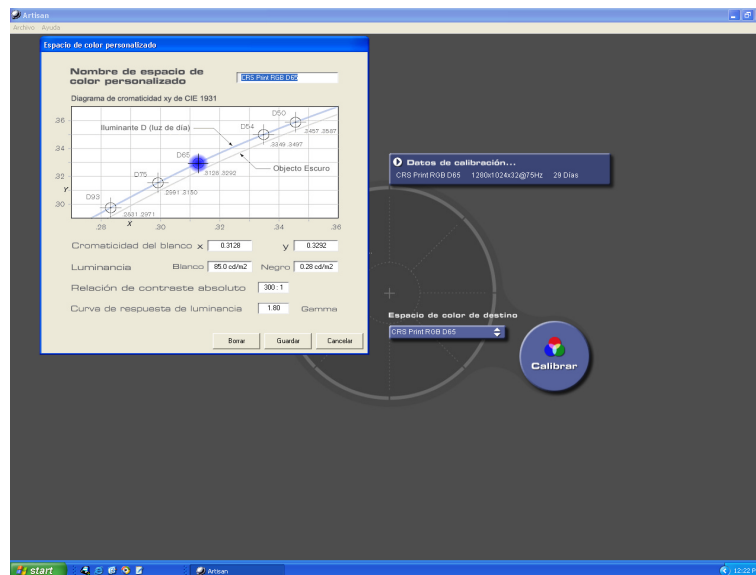 Artisan
Archivo Ayuda
Espacio de color personalizado
Nombre de espacio de
color personalizado
CRS Print RGB D65
Diagrama de cromaticidad xy de CIE 1931
.36
.34
.32
Y
.30
.28
X
.30
.32
.34
.36
Iluminante D (luz de día)
D50
.3457 .3587
D54
.3349 .3497
D65
.3128 .3292
Objecto Escuro
D75
.2991 .3150
D93
.2831 .2971
Cromaticidad del blanco x 0.3128 y 0.3292
Luminancia Blanco 85.0 cd/m2 Negro 0.28 cd/m2
Relación de contraste absoluto 300 : 1
Curva de respuesta de luminancia 1.80 Gamma
Borrar Guardar Cancelar
Datos de calibración...
CRS Print RGB D65 1280x1024x32@75Hz 29 Días
Espacio de color de destino
CRS Print RGB D65
Calibrar
start
Artisan
12:22 P